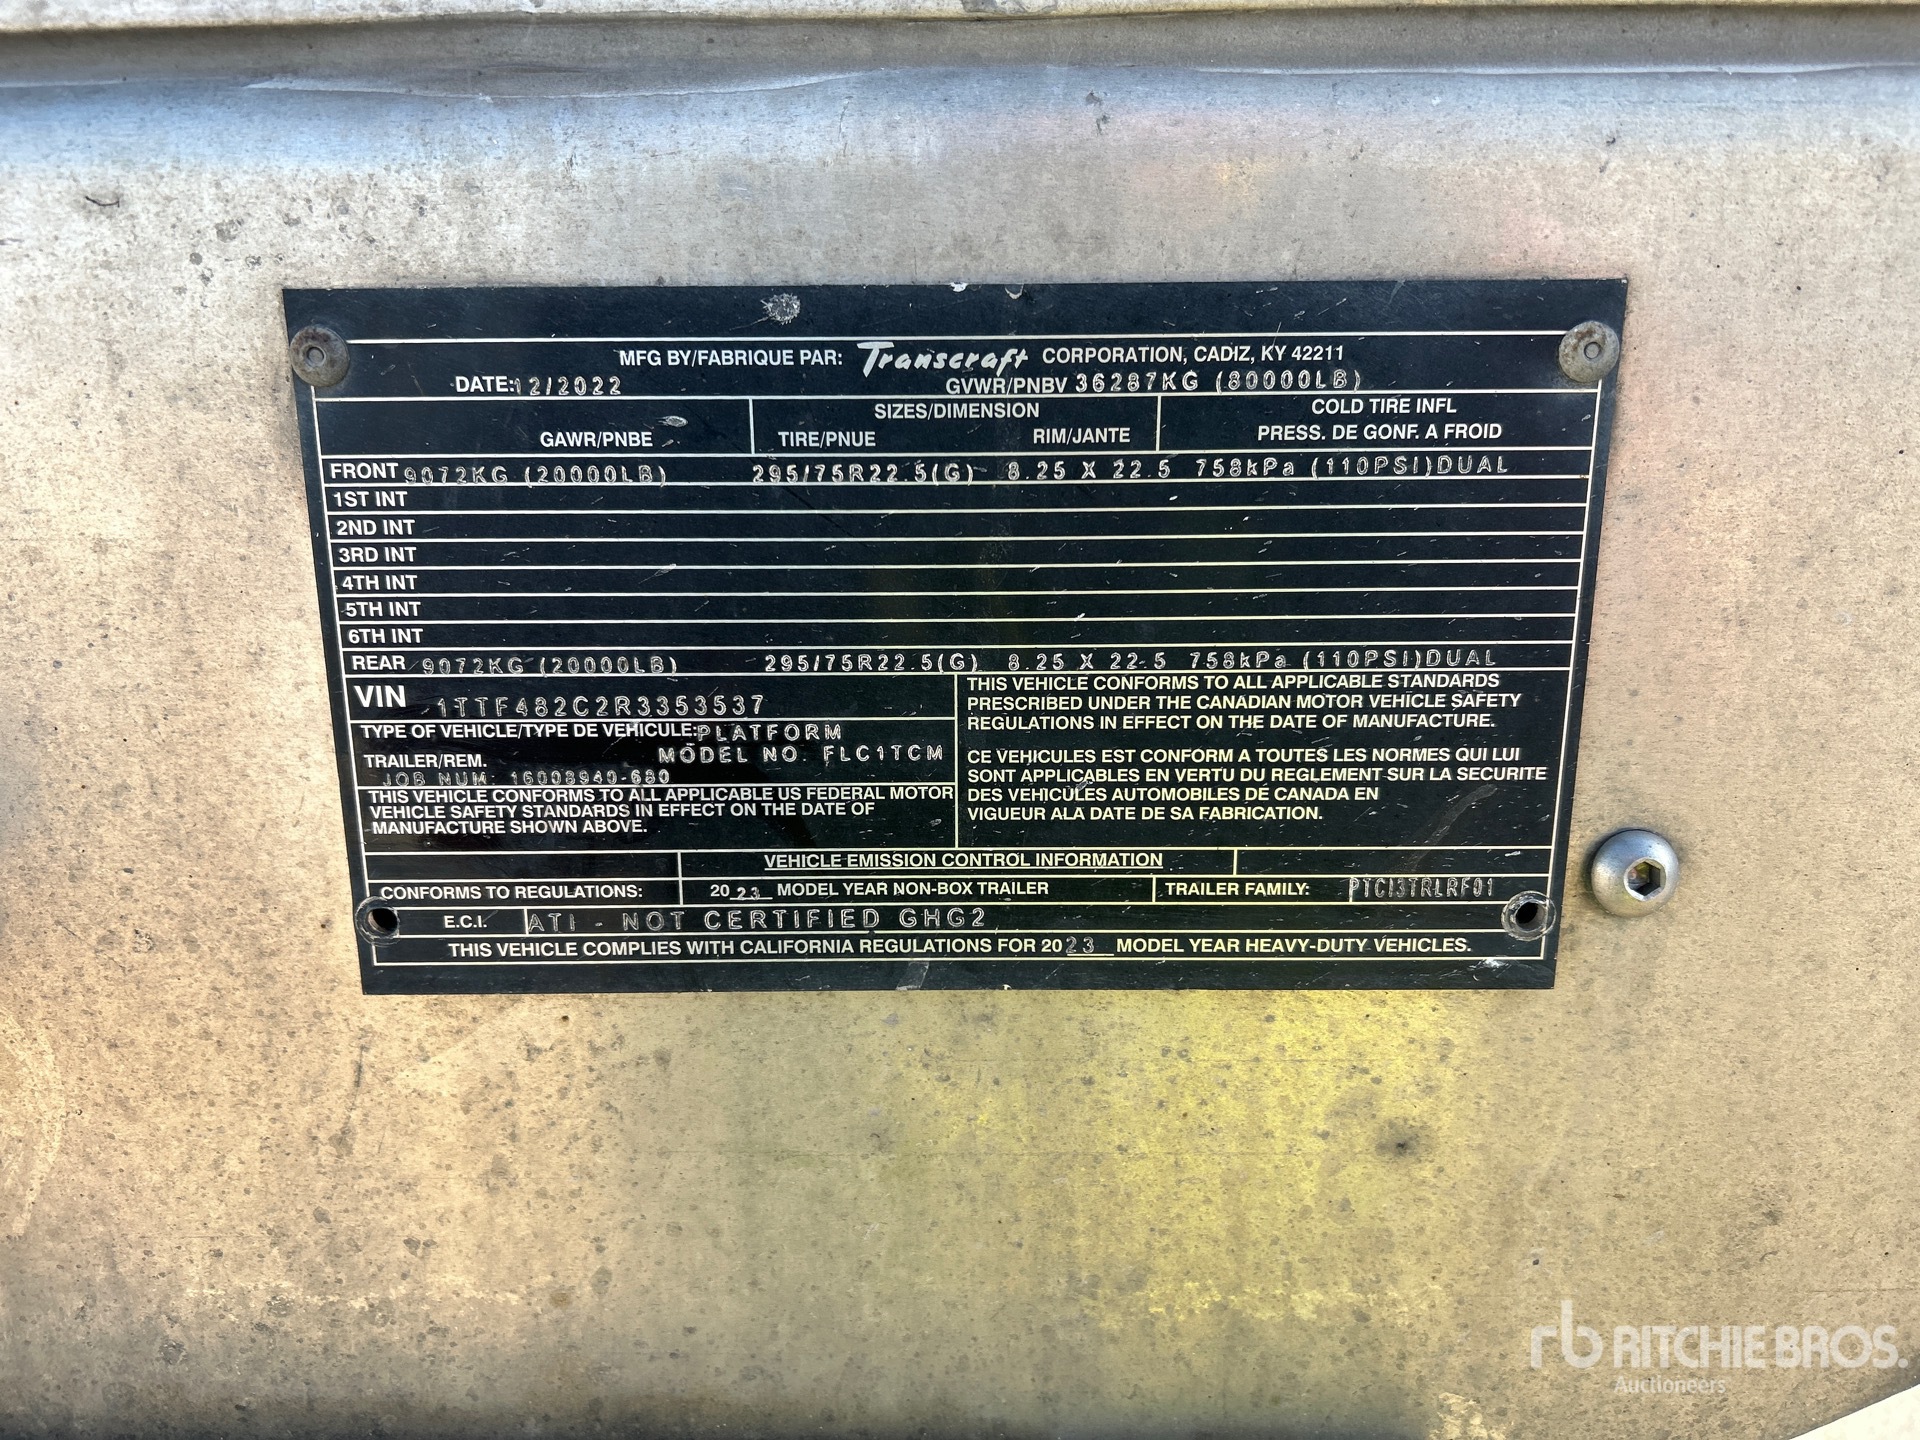 MFG BY/FABRIQUE PAR: Transcraft CORPORATION, CADIZ, KY 42211
DATE: 12/2022 GVWR/PNBV 36287KG (80000LB)
SIZES/DIMENSION COLD TIRE INFL
GAWR/PNBE TIRE/PNUE RIM/JANTE PRESS. DE GONF. A FROID
FRONT 9072KG (20000LB) 295/75R22.5(G) 8.25 X 22.5 758kPa (110PSI)DUAL
1ST INT
2ND INT
3RD INT
4TH INT
5TH INT
6TH INT
REAR 9072KG (20000LB) 295/75R22.5(G) 8.25 X 22.5 758kPa (110PSI)DUAL
VIN 1TTF482C2R3353537
TYPE OF VEHICLE/TYPE DE VEHICULE: PLATFORM
TRAILER/REM. MODEL NO. FLC1TCM
JOB NUM: 16008940-680
THIS VEHICLE CONFORMS TO ALL APPLICABLE US FEDERAL MOTOR
VEHICLE SAFETY STANDARDS IN EFFECT ON THE DATE OF
MANUFACTURE SHOWN ABOVE.
THIS VEHICLE CONFORMS TO ALL APPLICABLE STANDARDS
PRESCRIBED UNDER THE CANADIAN MOTOR VEHICLE SAFETY
REGULATIONS IN EFFECT ON THE DATE OF MANUFACTURE.
CE VEHICULES EST CONFORM A TOUTES LES NORMES QUI LUI
SONT APPLICABLES EN VERTU DU REGLEMENT SUR LA SECURITE
DES VEHICULES AUTOMOBILES DE CANADA EN
VIGUEUR ALA DATE DE SA FABRICATION.
VEHICLE EMISSION CONTROL INFORMATION
CONFORMS TO REGULATIONS: 20 23 MODEL YEAR NON-BOX TRAILER TRAILER FAMILY: PTCI3TRLRF01
E.C.I. ATI - NOT CERTIFIED GHG2
THIS VEHICLE COMPLIES WITH CALIFORNIA REGULATIONS FOR 20 23 MODEL YEAR HEAVY-DUTY VEHICLES.
rb RITCHIE BROS.
Auctioneers